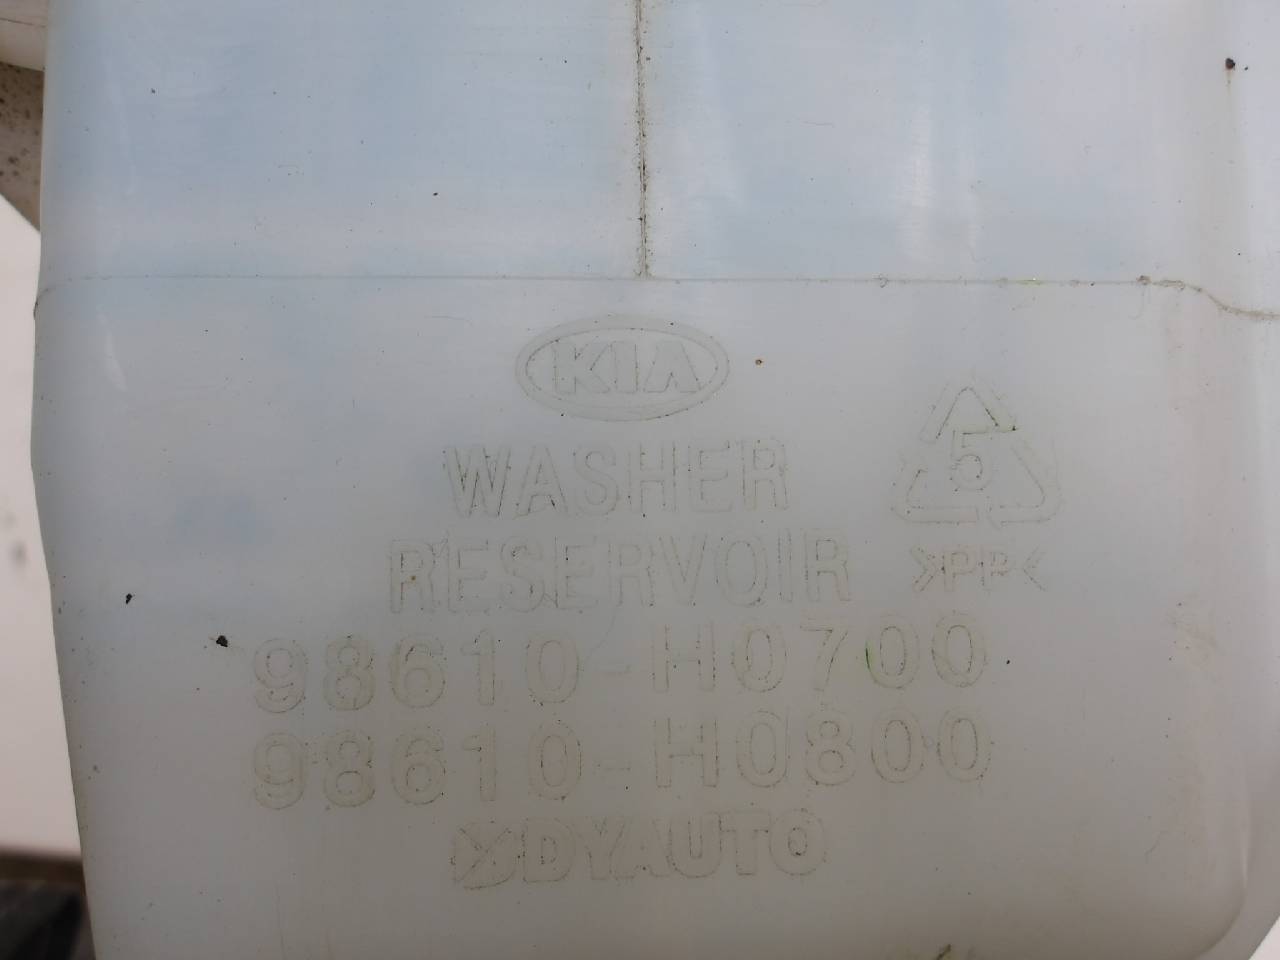 KIA
WASHER
RESERVOIR
5
>PP<
98610-H0700
98610-H0800
DYAUTO